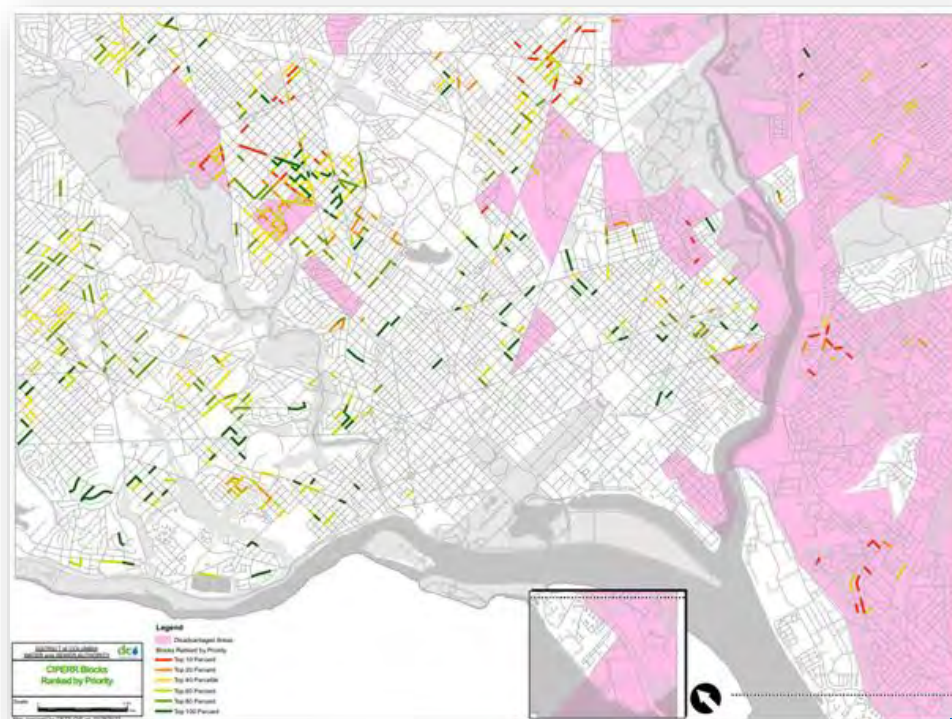 Legend
Disadvantaged Areas
Blocks Ranked by Priority
Top 10 Percent
Top 20 Percent
Top 40 Percentile
Top 60 Percent
Top 80 Percent
Top 100 Percent
DISTRICT of COLUMBIA
WATER and SEWER AUTHORITY
dc
CIPERR Blocks
Ranked by Priority